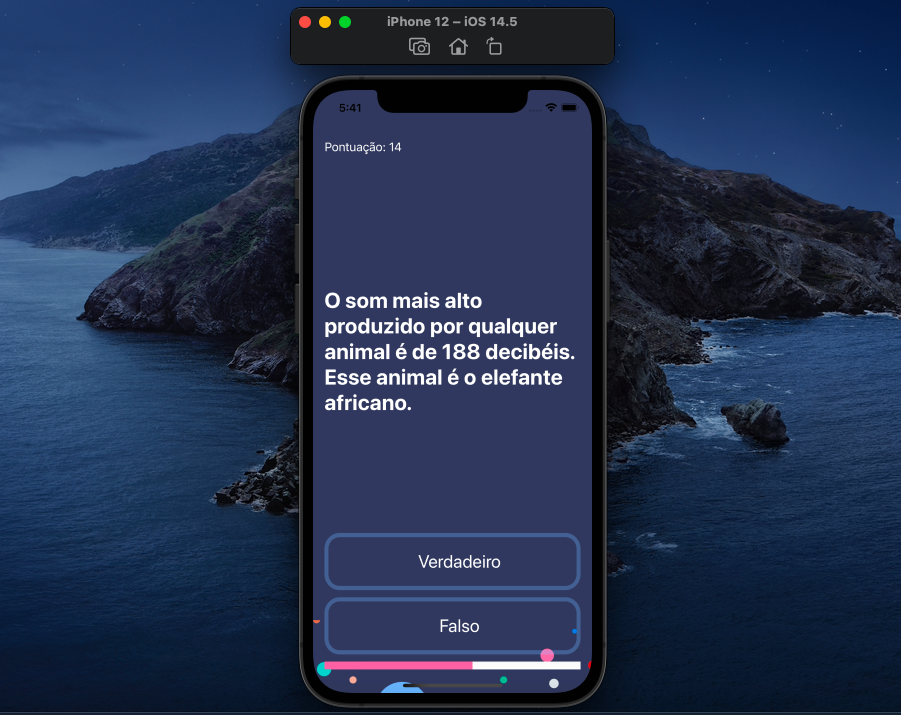 iPhone 12 – iOS 14.5
5:41
Pontuação: 14
O som mais alto
produzido por qualquer
animal é de 188 decibéis.
Esse animal é o elefante
africano.
Verdadeiro
Falso